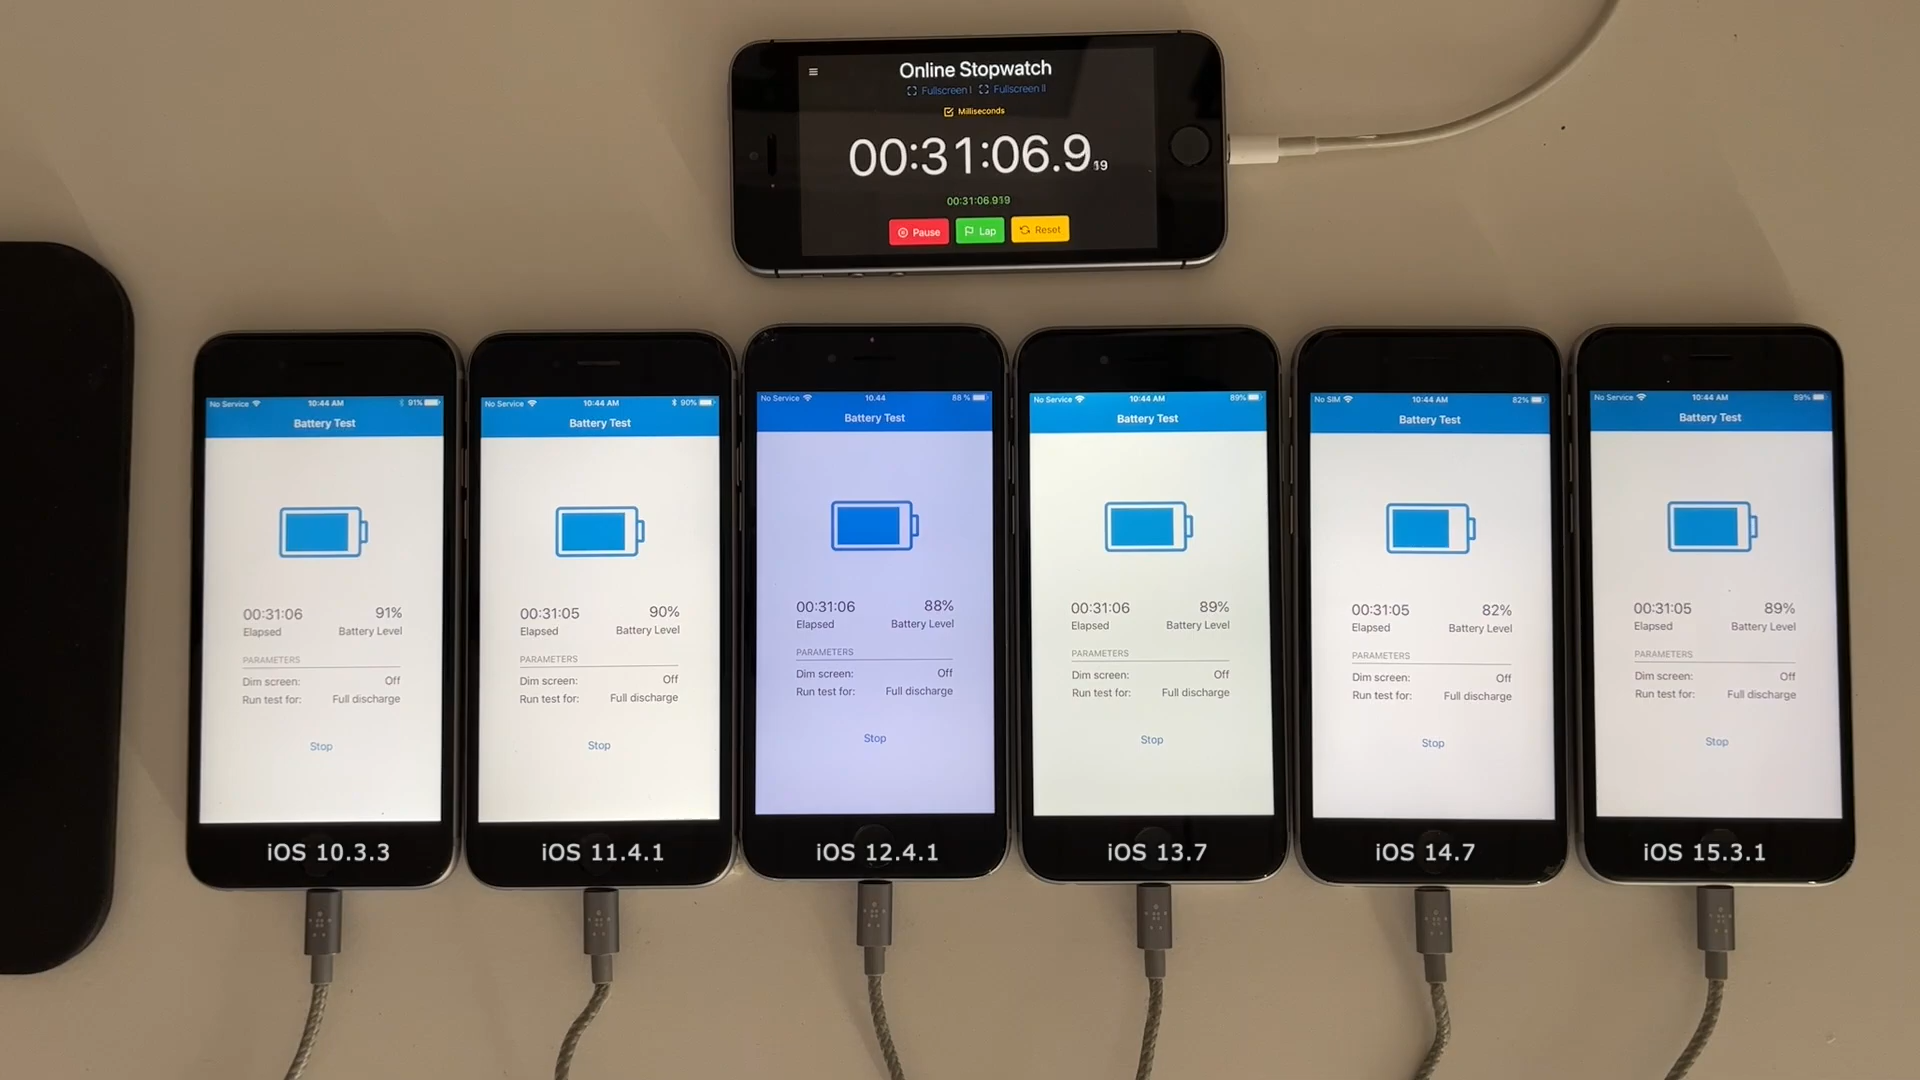 Online Stopwatch
Fullscreen I Fullscreen II
Milliseconds
00:31:06.919
00:31:06.919
Pause Lap Reset
No Service 10:44 AM 91%
Battery Test
00:31:06 91%
Elapsed Battery Level
PARAMETERS
Dim screen: Off
Run test for: Full discharge
Stop
iOS 10.3.3
No Service 10:44 AM 90%
Battery Test
00:31:05 90%
Elapsed Battery Level
PARAMETERS
Dim screen: Off
Run test for: Full discharge
Stop
iOS 11.4.1
No Service 10.44 88 %
Battery Test
00:31:06 88%
Elapsed Battery Level
PARAMETERS
Dim screen: Off
Run test for: Full discharge
Stop
iOS 12.4.1
No Service 10:44 AM 89%
Battery Test
00:31:06 89%
Elapsed Battery Level
PARAMETERS
Dim screen: Off
Run test for: Full discharge
Stop
iOS 13.7
No SIM 10:44 AM 82%
Battery Test
00:31:05 82%
Elapsed Battery Level
PARAMETERS
Dim screen: Off
Run test for: Full discharge
Stop
iOS 14.7
No Service 10:44 AM 89%
Battery Test
00:31:05 89%
Elapsed Battery Level
PARAMETERS
Dim screen: Off
Run test for: Full discharge
Stop
iOS 15.3.1